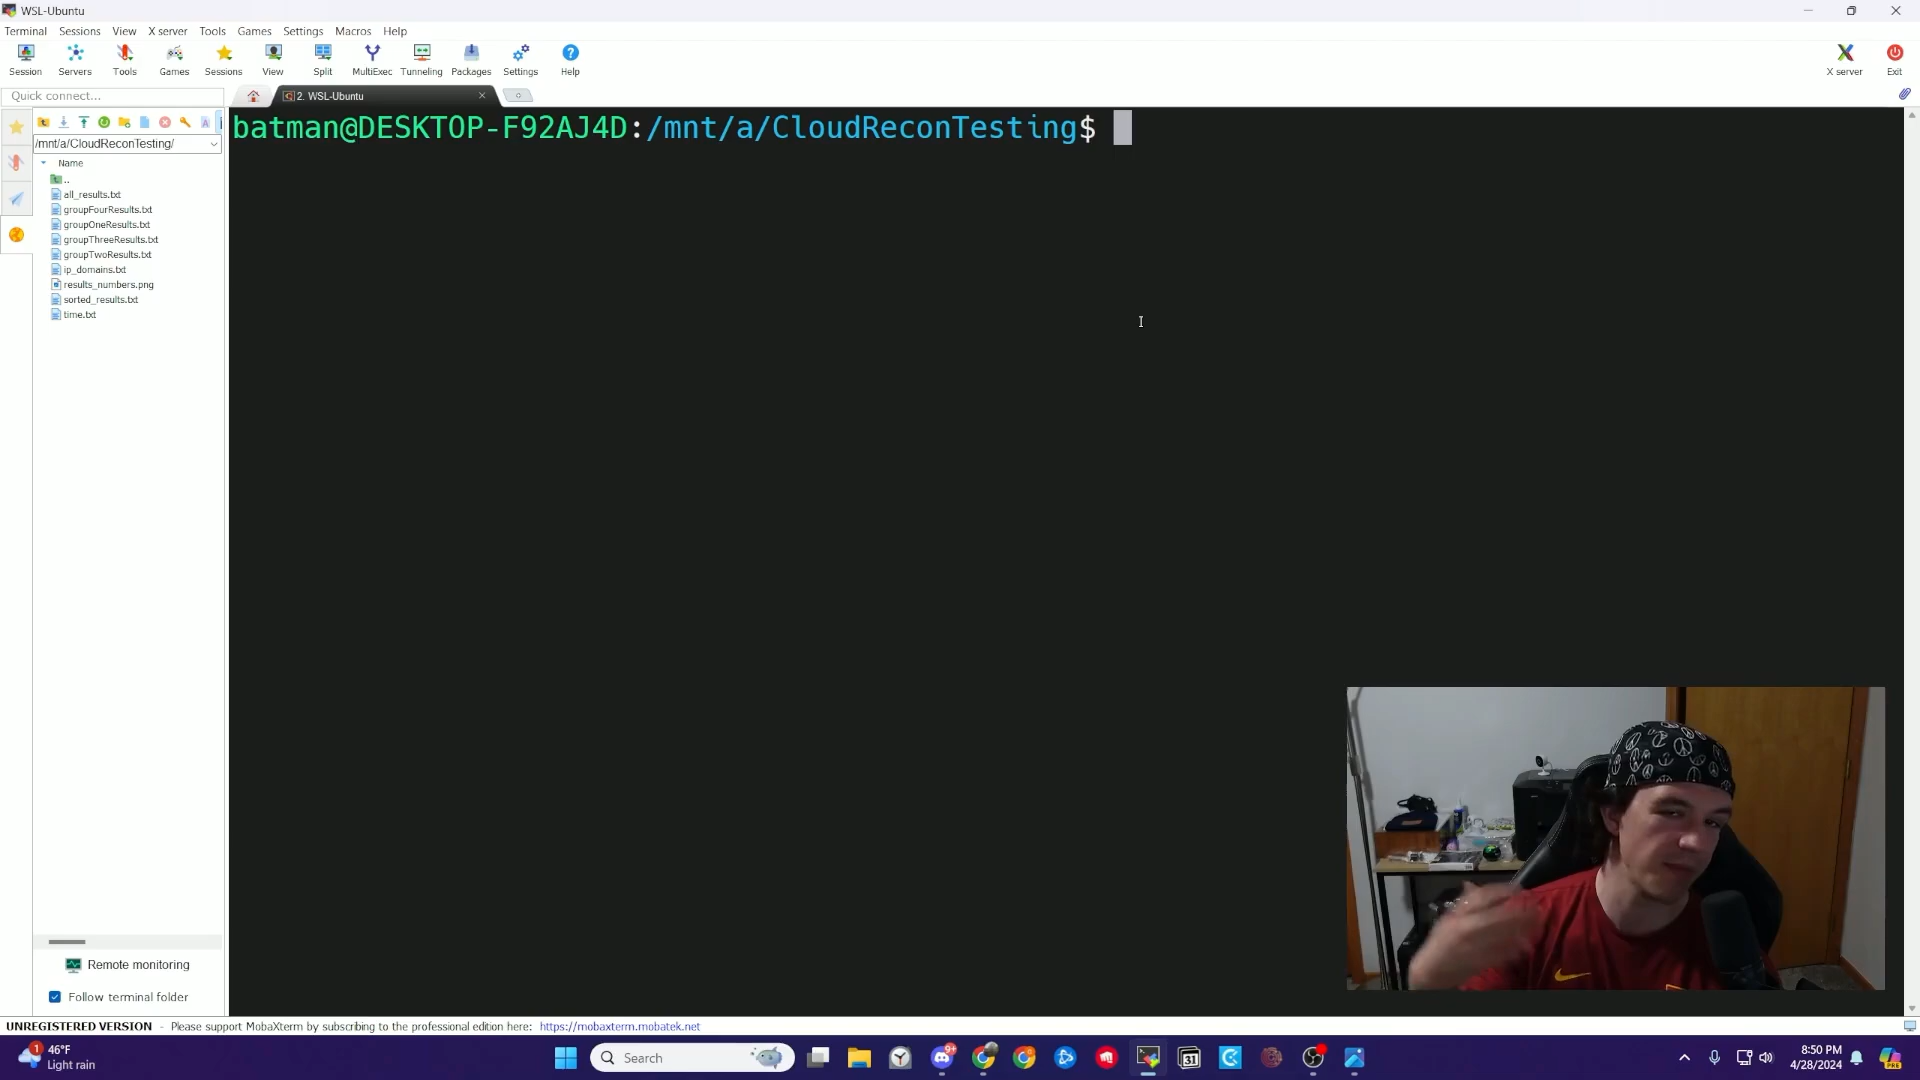 WSL-Ubuntu
Terminal Sessions View X server Tools Games Settings Macros Help
Session Servers Tools Games Sessions View Split MultiExec Tunneling Packages Settings Help X server Exit
Quick connect...
2. WSL-Ubuntu
batman@DESKTOP-F92AJ4D:/mnt/a/CloudReconTesting$
/mnt/a/CloudReconTesting/
Name
..
all_results.txt
groupFourResults.txt
groupOneResults.txt
groupThreeResults.txt
groupTwoResults.txt
ip_domains.txt
results_numbers.png
sorted_results.txt
time.txt
Remote monitoring
Follow terminal folder
UNREGISTERED VERSION - Please support MobaXterm by subscribing to the professional edition here: https://mobaxterm.mobatek.net
1
46°F
Light rain
Search
9+
31
8:50 PM
4/28/2024
PRE